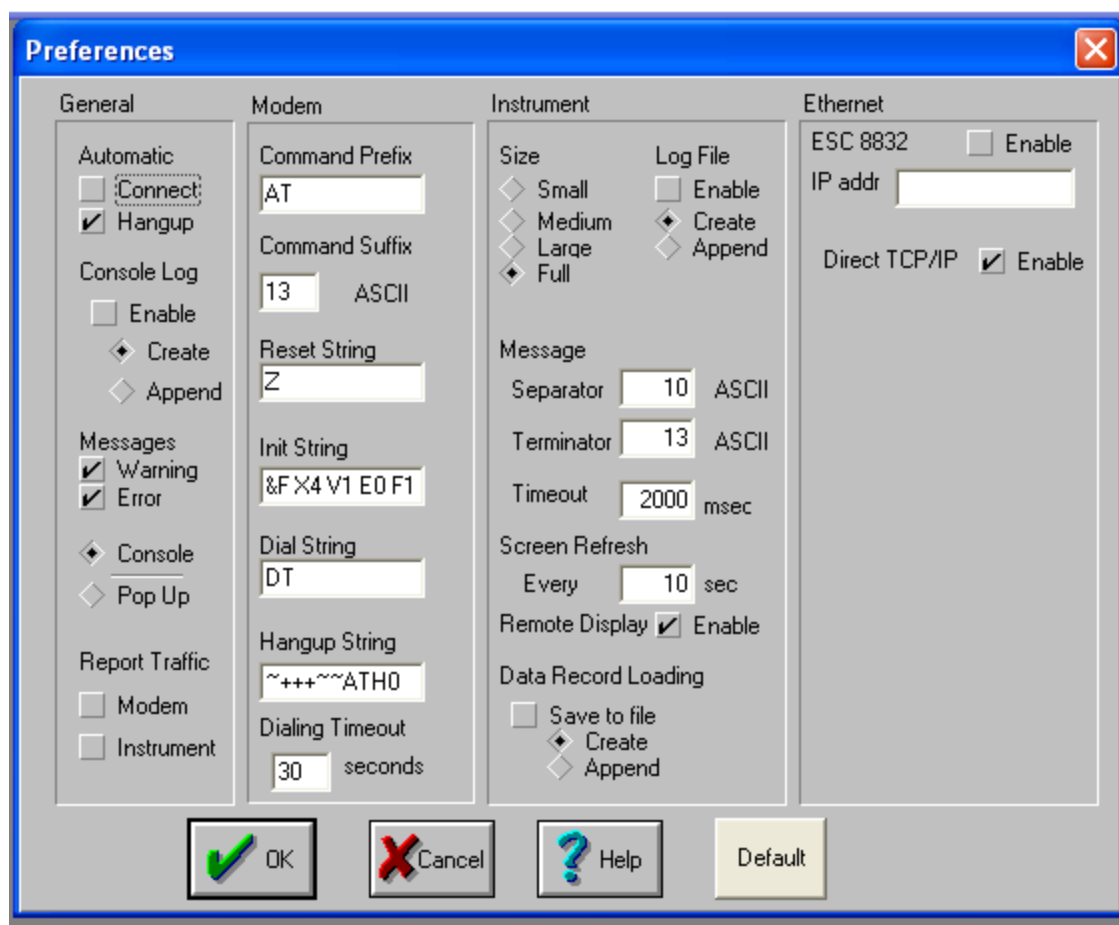 Preferences
General
Automatic
Connect
Hangup
Console Log
Enable
Create
Append
Messages
Warning
Error
Console
Pop Up
Report Traffic
Modem
Instrument
Modem
Command Prefix
AT
Command Suffix
13 ASCII
Reset String
Z
Init String
&F X4 V1 E0 F1
Dial String
DT
Hangup String
~+++~~ATH0
Dialing Timeout
30 seconds
Instrument
Size
Small
Medium
Large
Full
Log File
Enable
Create
Append
Message
Separator 10 ASCII
Terminator 13 ASCII
Timeout 2000 msec
Screen Refresh
Every 10 sec
Remote Display Enable
Data Record Loading
Save to file
Create
Append
Ethernet
ESC 8832 Enable
IP addr
Direct TCP/IP Enable
OK Cancel Help Default